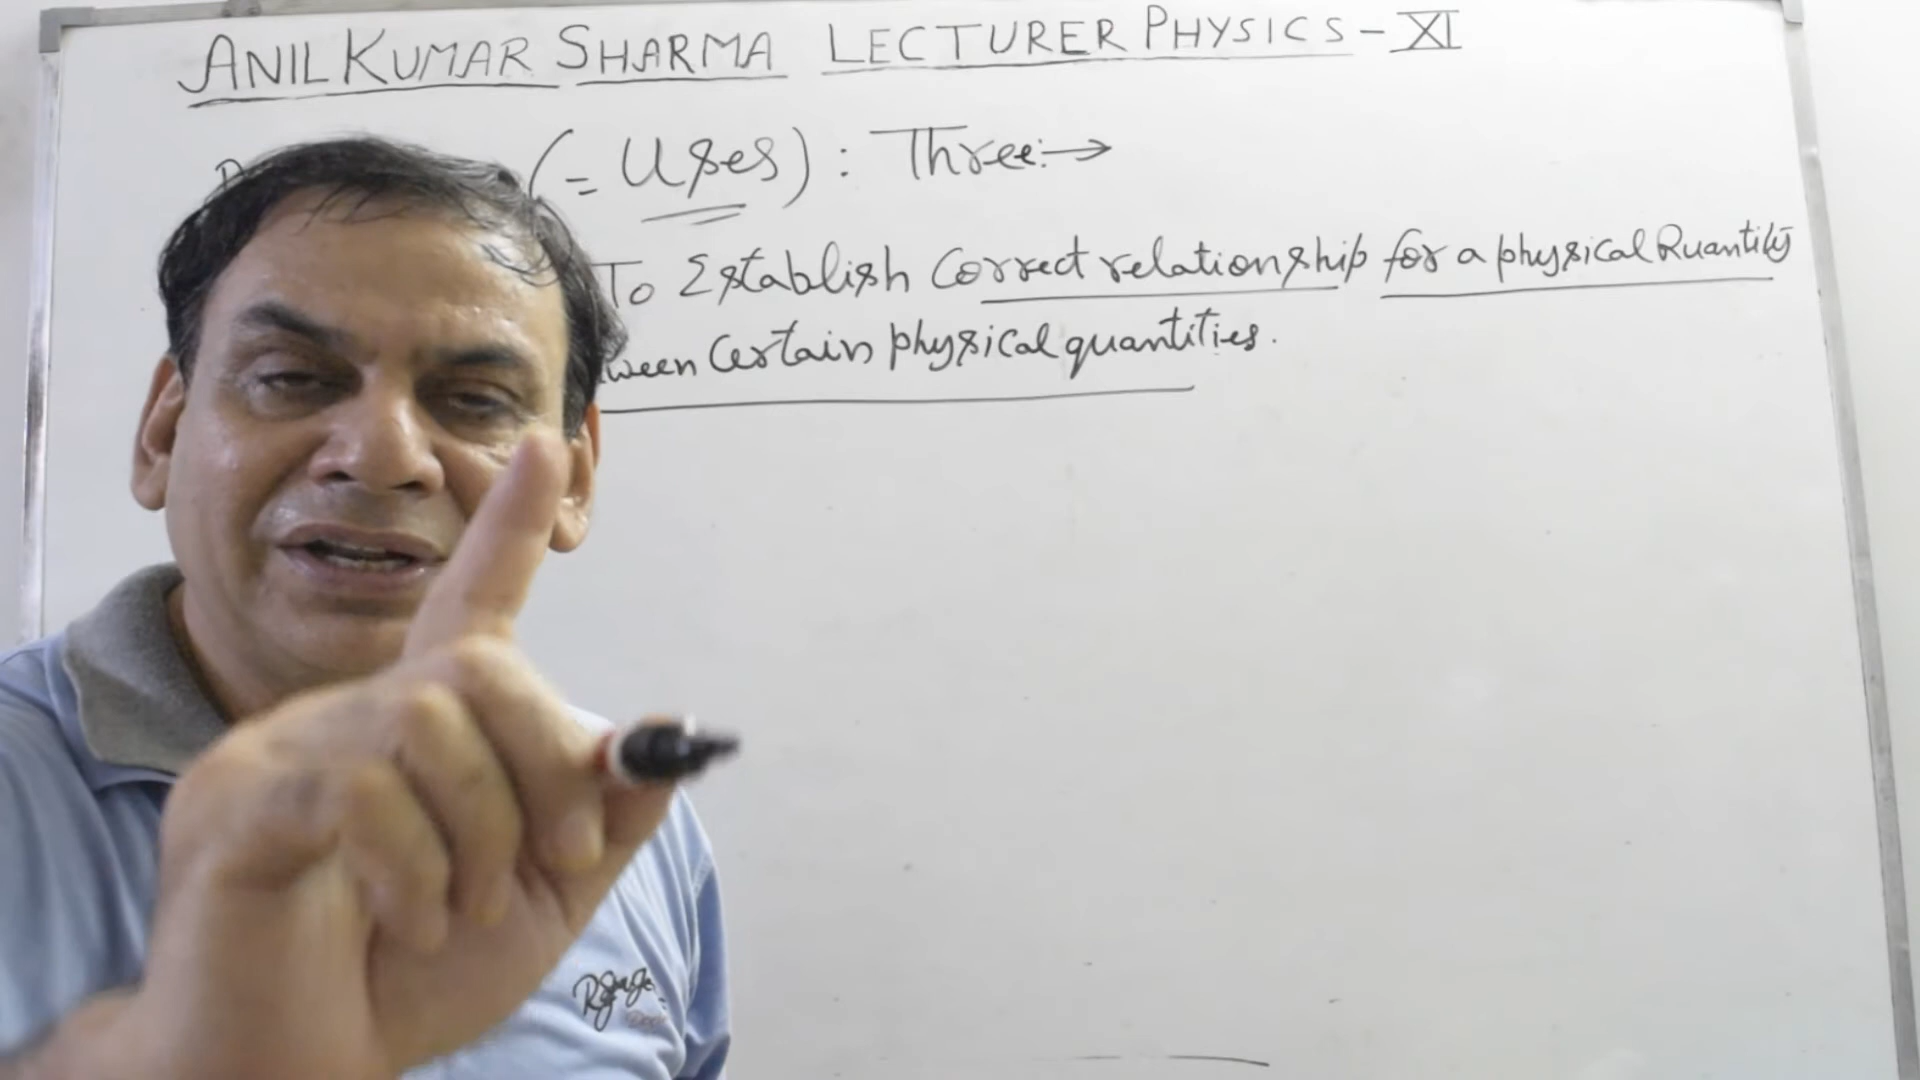 ANIL KUMAR SHARMA LECTURER PHYSICS - XI
(= Uses) : Three:→
To Establish Correct relationship for a physical Quantity
ween Certain physical quantities.